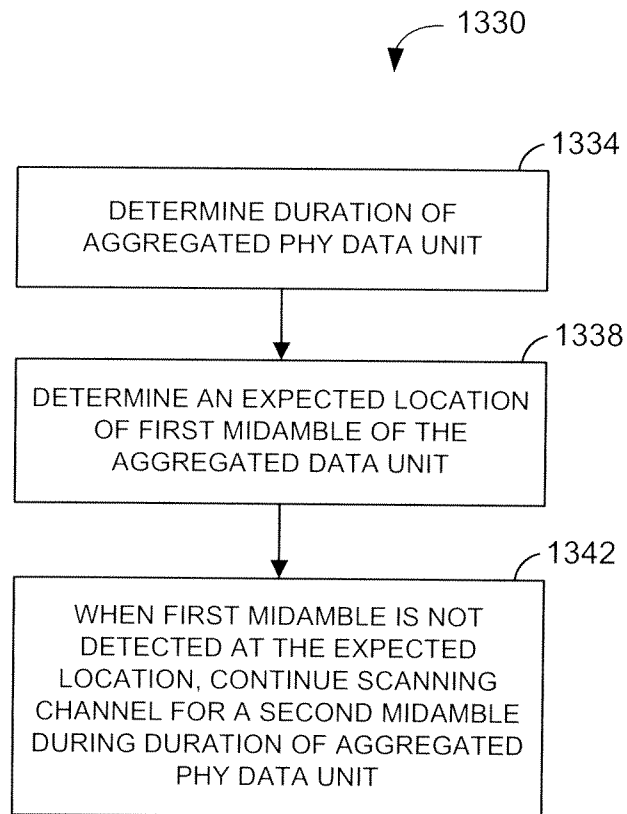 1330
1334
DETERMINE DURATION OF
AGGREGATED PHY DATA UNIT
1338
DETERMINE AN EXPECTED LOCATION
OF FIRST MIDAMBLE OF THE
AGGREGATED DATA UNIT
1342
WHEN FIRST MIDAMBLE IS NOT
DETECTED AT THE EXPECTED
LOCATION, CONTINUE SCANNING
CHANNEL FOR A SECOND MIDAMBLE
DURING DURATION OF AGGREGATED
PHY DATA UNIT